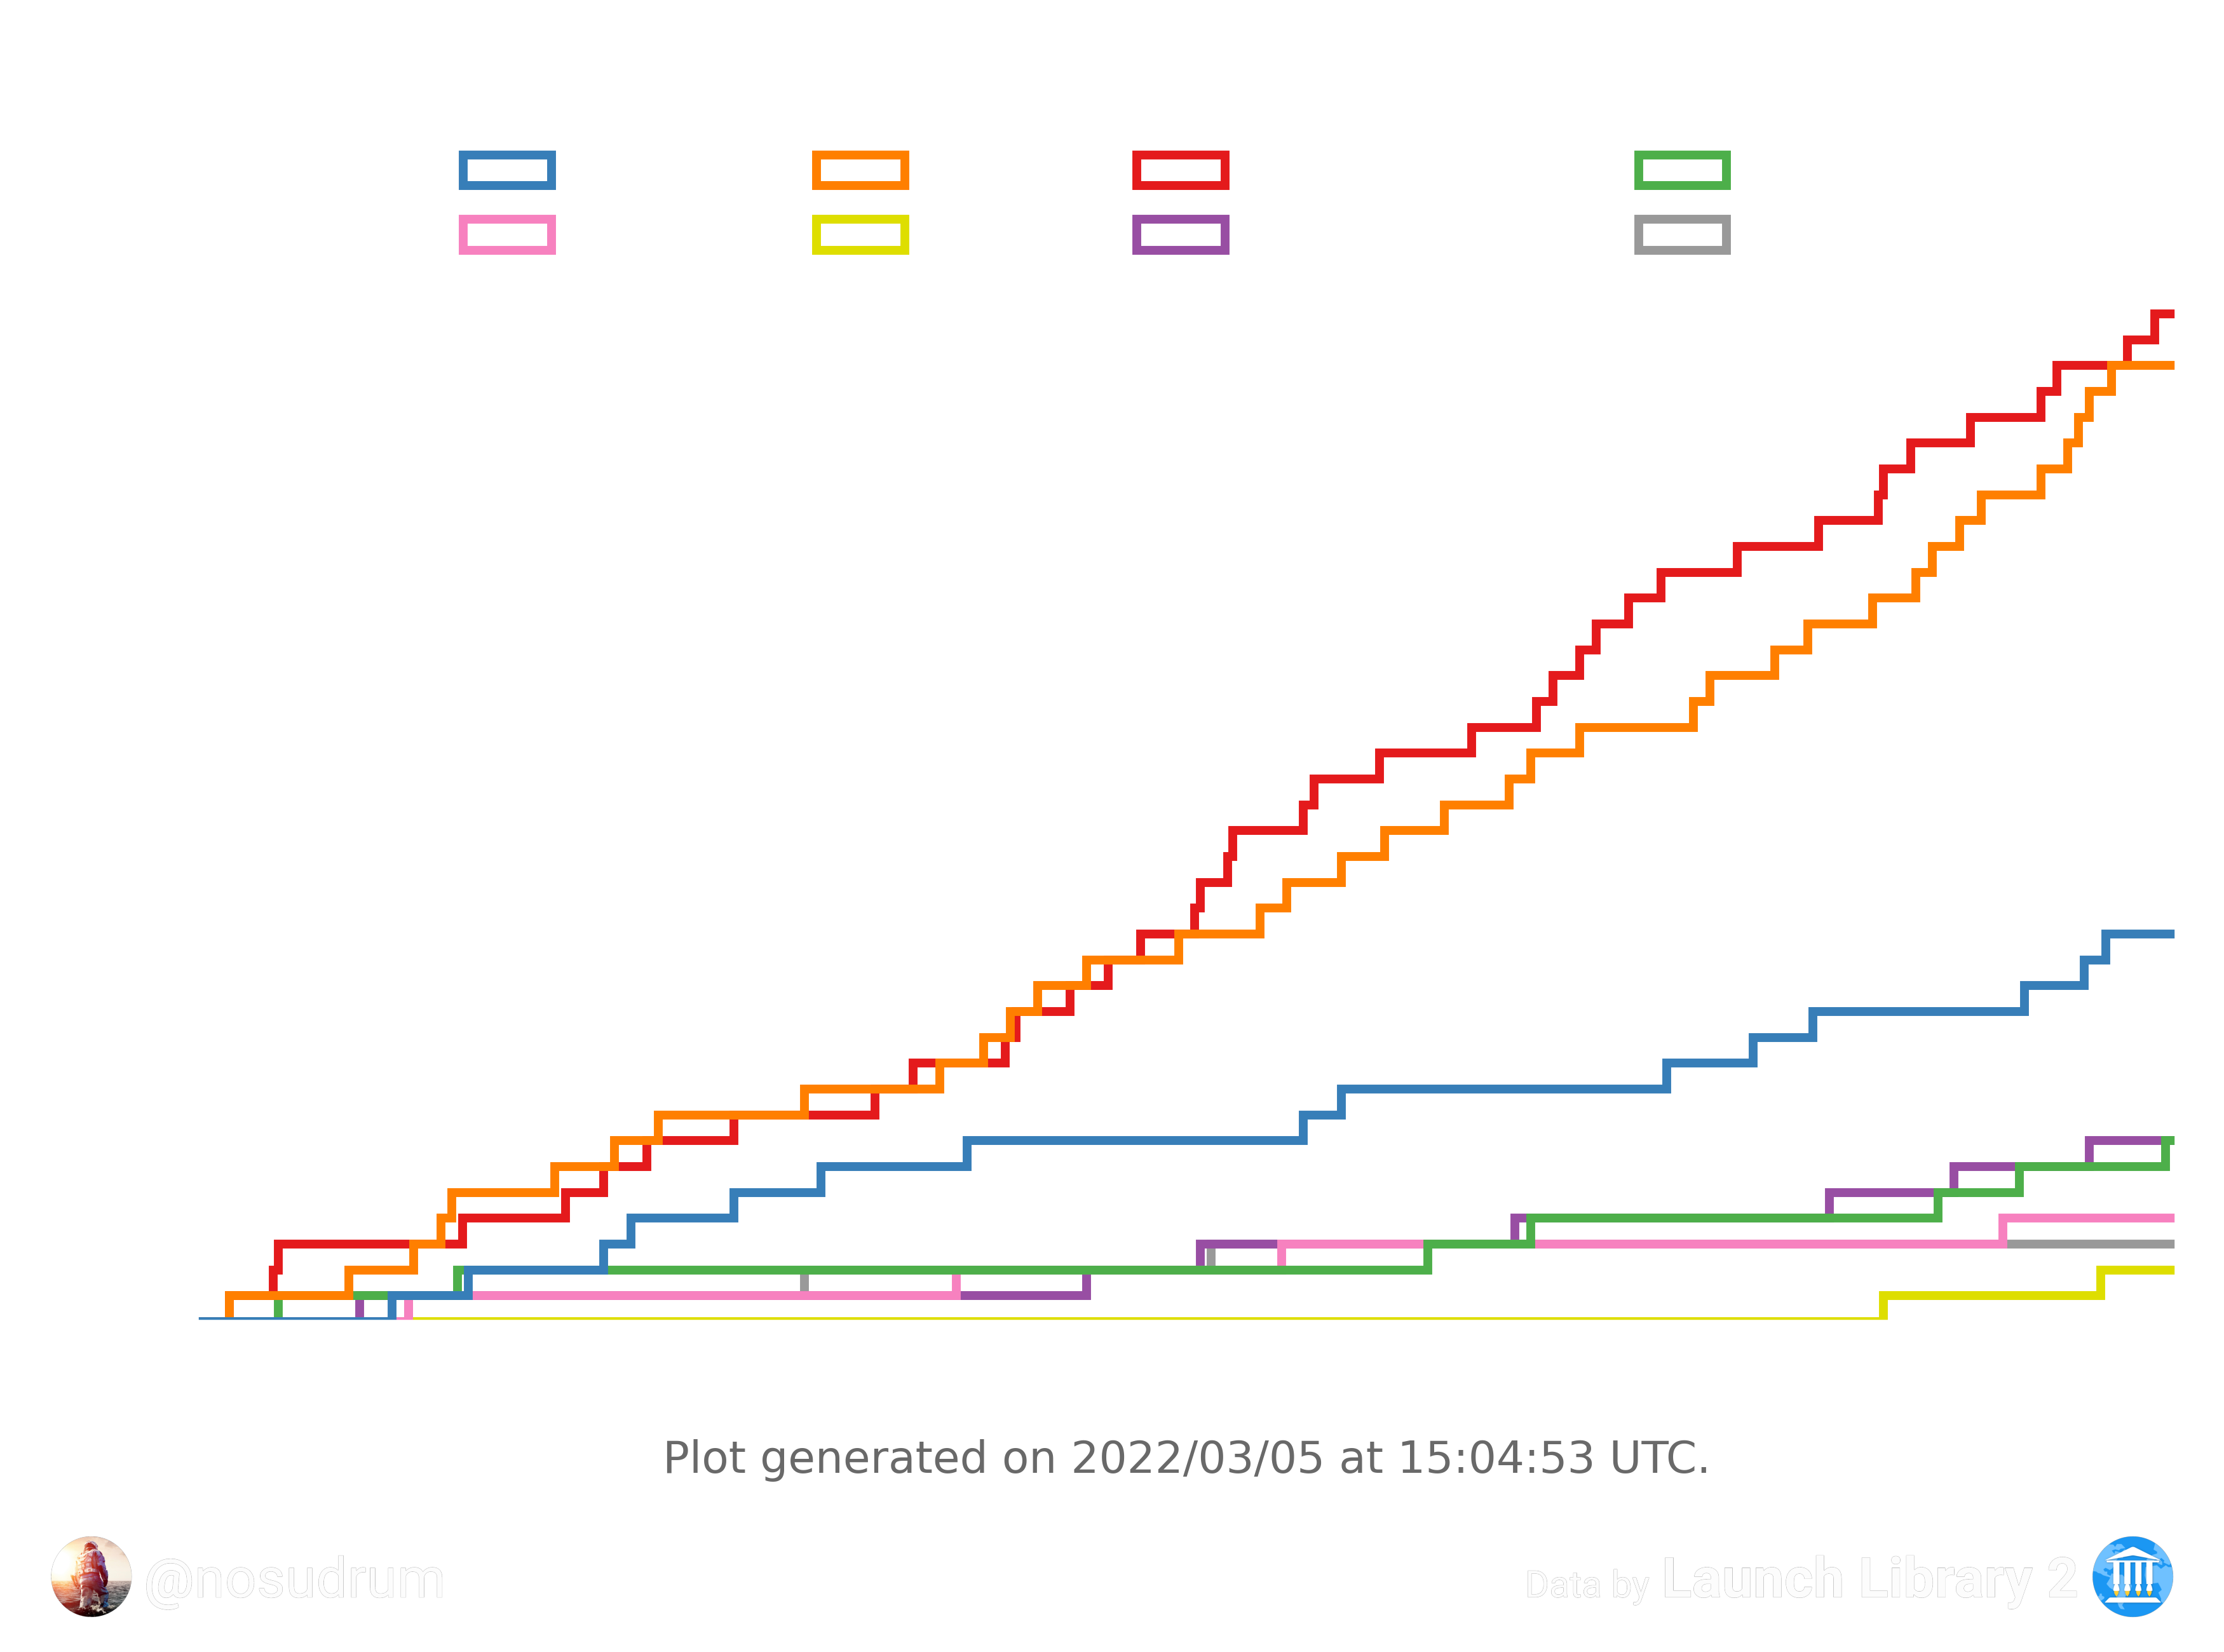 Plot generated on 2022/03/05 at 15:04:53 UTC.
@nosudrum
Data by Launch Library 2